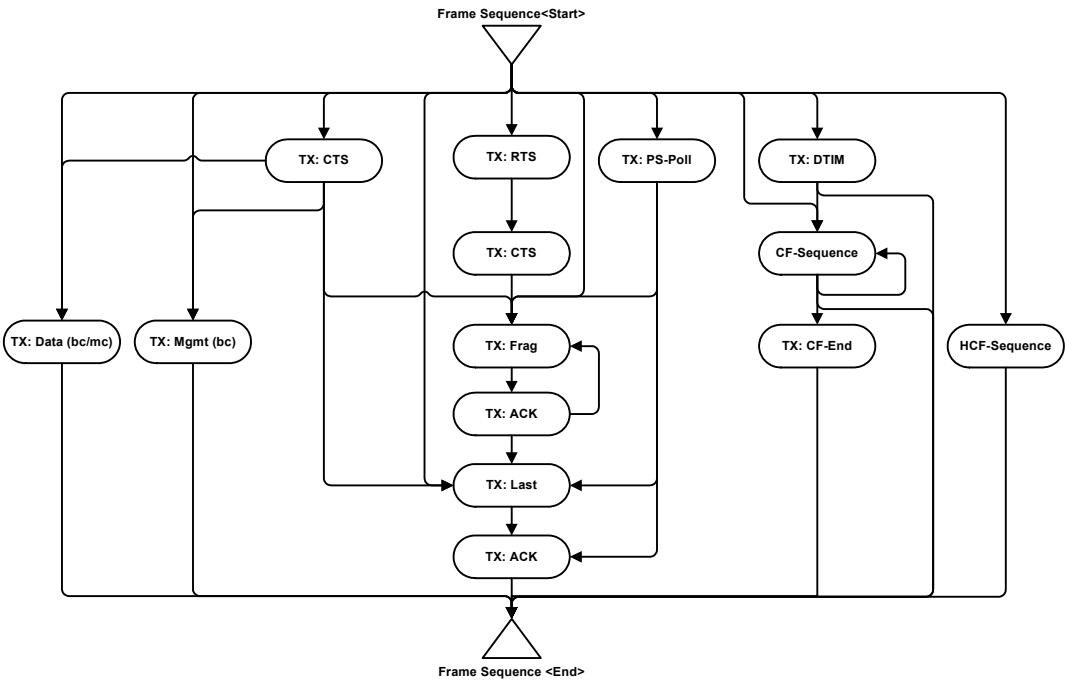 Frame Sequence<Start>
TX: CTS
TX: RTS
TX: PS-Poll
TX: DTIM
TX: CTS
CF-Sequence
TX: Data (bc/mc)
TX: Mgmt (bc)
TX: Frag
TX: CF-End
HCF-Sequence
TX: ACK
TX: Last
TX: ACK
Frame Sequence <End>